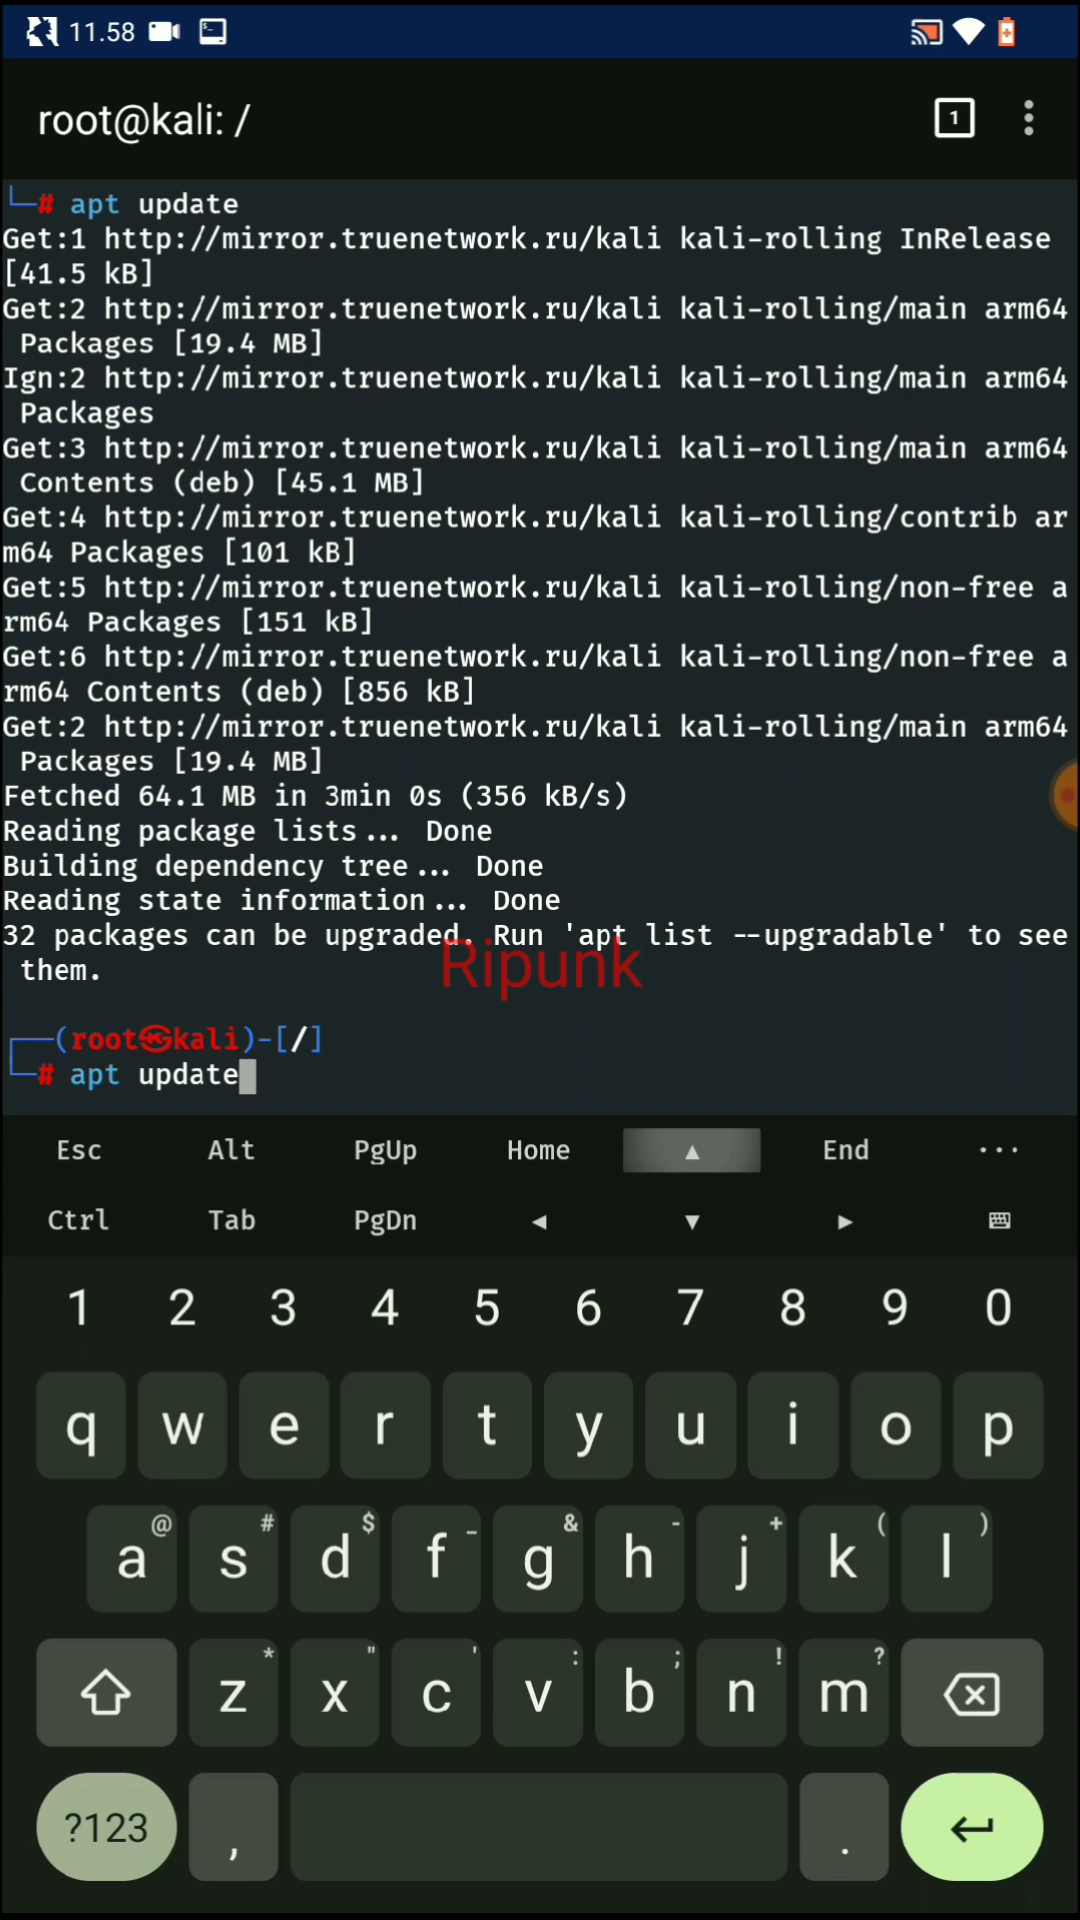 11.58
root@kali: /
1
└─# apt update
Get:1 http://mirror.truenetwork.ru/kali kali-rolling InRelease
[41.5 kB]
Get:2 http://mirror.truenetwork.ru/kali kali-rolling/main arm64
Packages [19.4 MB]
Ign:2 http://mirror.truenetwork.ru/kali kali-rolling/main arm64
Packages
Get:3 http://mirror.truenetwork.ru/kali kali-rolling/main arm64
Contents (deb) [45.1 MB]
Get:4 http://mirror.truenetwork.ru/kali kali-rolling/contrib ar
m64 Packages [101 kB]
Get:5 http://mirror.truenetwork.ru/kali kali-rolling/non-free a
rm64 Packages [151 kB]
Get:6 http://mirror.truenetwork.ru/kali kali-rolling/non-free a
rm64 Contents (deb) [856 kB]
Get:2 http://mirror.truenetwork.ru/kali kali-rolling/main arm64
Packages [19.4 MB]
Fetched 64.1 MB in 3min 0s (356 kB/s)
Reading package lists... Done
Building dependency tree... Done
Reading state information... Done
32 packages can be upgraded. Run 'apt list --upgradable' to see
them.
Ripunk
┌──(root㉿kali)-[/]
└─# apt update
Esc Alt PgUp Home ▲ End ···
Ctrl Tab PgDn ◄ ▼ ►
1 2 3 4 5 6 7 8 9 0
q w e r t y u i o p
@ # $ _ & - + ( )
a s d f g h j k l
* " ' : ; ! ?
z x c v b n m
?123 , .